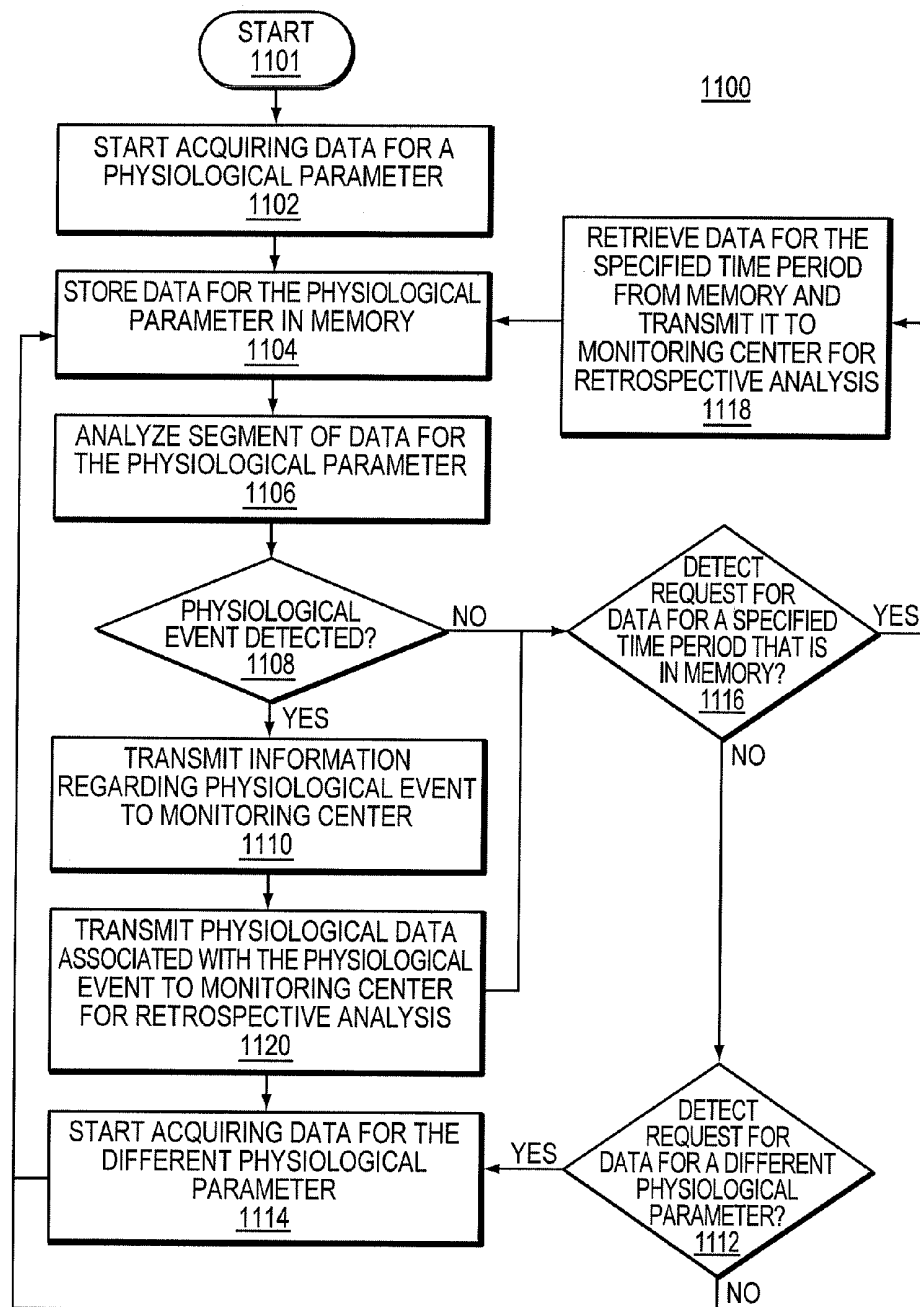 START
1101
1100
START ACQUIRING DATA FOR A
PHYSIOLOGICAL PARAMETER
1102
STORE DATA FOR THE PHYSIOLOGICAL
PARAMETER IN MEMORY
1104
RETRIEVE DATA FOR THE
SPECIFIED TIME PERIOD
FROM MEMORY AND
TRANSMIT IT TO
MONITORING CENTER FOR
RETROSPECTIVE ANALYSIS
1118
ANALYZE SEGMENT OF DATA FOR
THE PHYSIOLOGICAL PARAMETER
1106
PHYSIOLOGICAL
EVENT DETECTED?
1108
NO
YES
DETECT
REQUEST FOR
DATA FOR A SPECIFIED
TIME PERIOD THAT IS
IN MEMORY?
1116
YES
NO
TRANSMIT INFORMATION
REGARDING PHYSIOLOGICAL EVENT
TO MONITORING CENTER
1110
TRANSMIT PHYSIOLOGICAL DATA
ASSOCIATED WITH THE PHYSIOLOGICAL
EVENT TO MONITORING CENTER
FOR RETROSPECTIVE ANALYSIS
1120
START ACQUIRING DATA FOR THE
DIFFERENT PHYSIOLOGICAL
PARAMETER
1114
YES
DETECT
REQUEST FOR
DATA FOR A DIFFERENT
PHYSIOLOGICAL
PARAMETER?
1112
NO